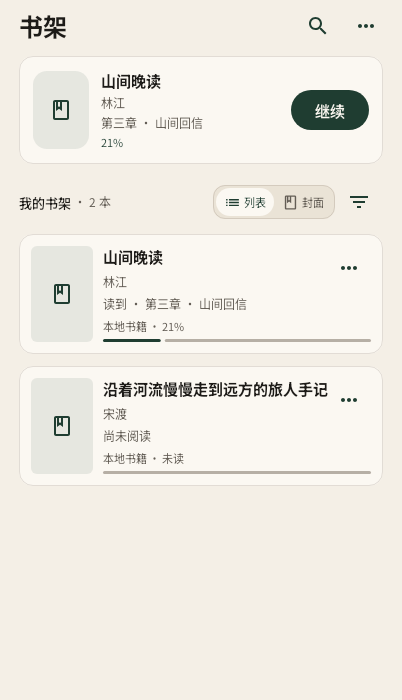 书架
山间晚读
林江
第三章 · 山间回信
21%
继续
我的书架 · 2 本
列表
封面
山间晚读
林江
读到 · 第三章 · 山间回信
本地书籍 · 21%
沿着河流慢慢走到远方的旅人手记
宋渡
尚未阅读
本地书籍 · 未读